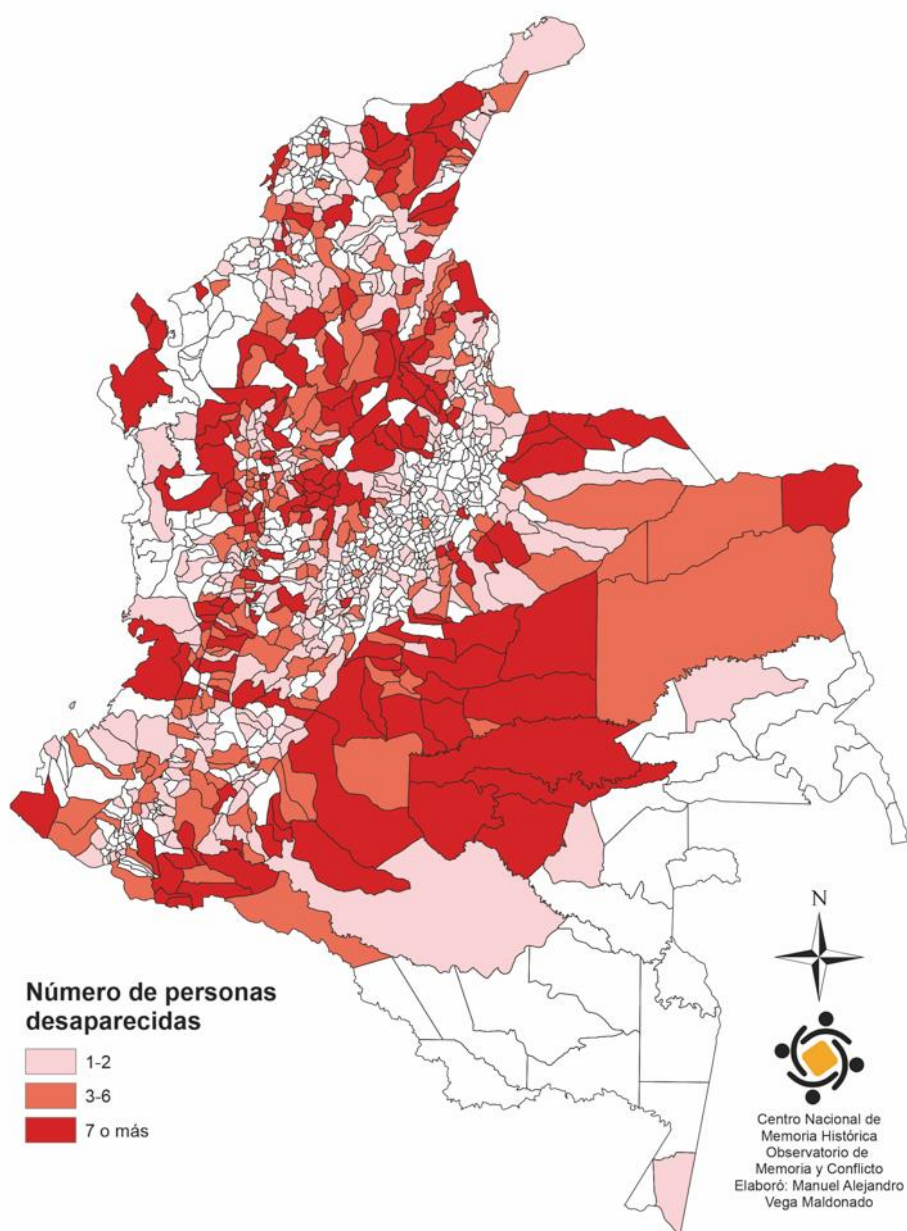 N
Número de personas
desaparecidas
1-2
3-6
7 o más
Centro Nacional de
Memoria Histórica
Observatorio de
Memoria y Conflicto
Elaboró: Manuel Alejandro
Vega Maldonado